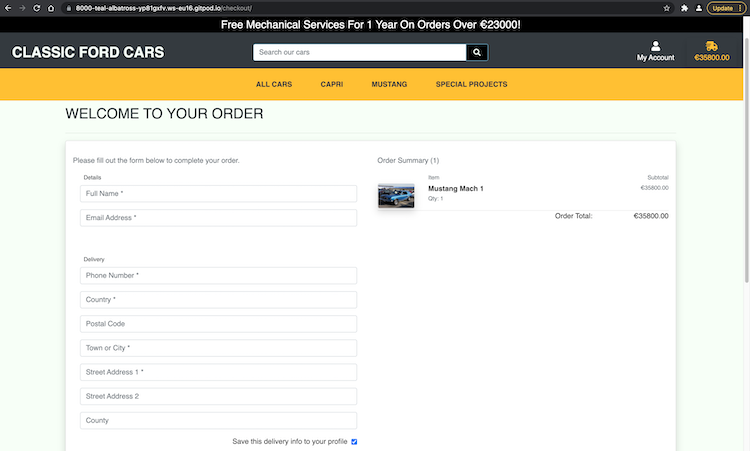 8000-teal-albatross-yp81gxfv.ws-eu16.gitpod.io/checkout/
Update
Free Mechanical Services For 1 Year On Orders Over €23000!
CLASSIC FORD CARS
Search our cars
My Account
€35800.00
ALL CARS
CAPRI
MUSTANG
SPECIAL PROJECTS
WELCOME TO YOUR ORDER
Please fill out the form below to complete your order.
Details
Full Name *
Email Address *
Delivery
Phone Number *
Country *
Postal Code
Town or City *
Street Address 1 *
Street Address 2
County
Save this delivery info to your profile
Order Summary (1)
Item Subtotal
Mustang Mach 1 €35800.00
Qty: 1
Order Total: €35800.00